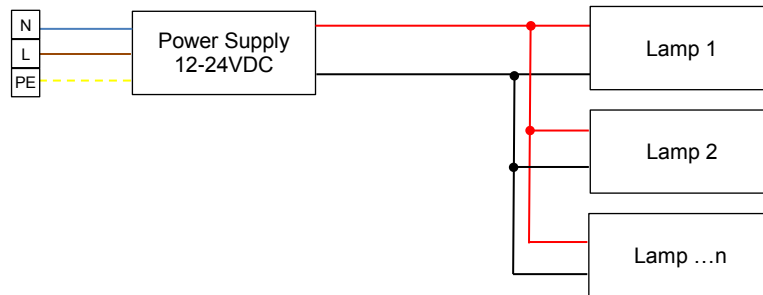 N
L
PE
Power Supply
12-24VDC
Lamp 1
Lamp 2
Lamp …n